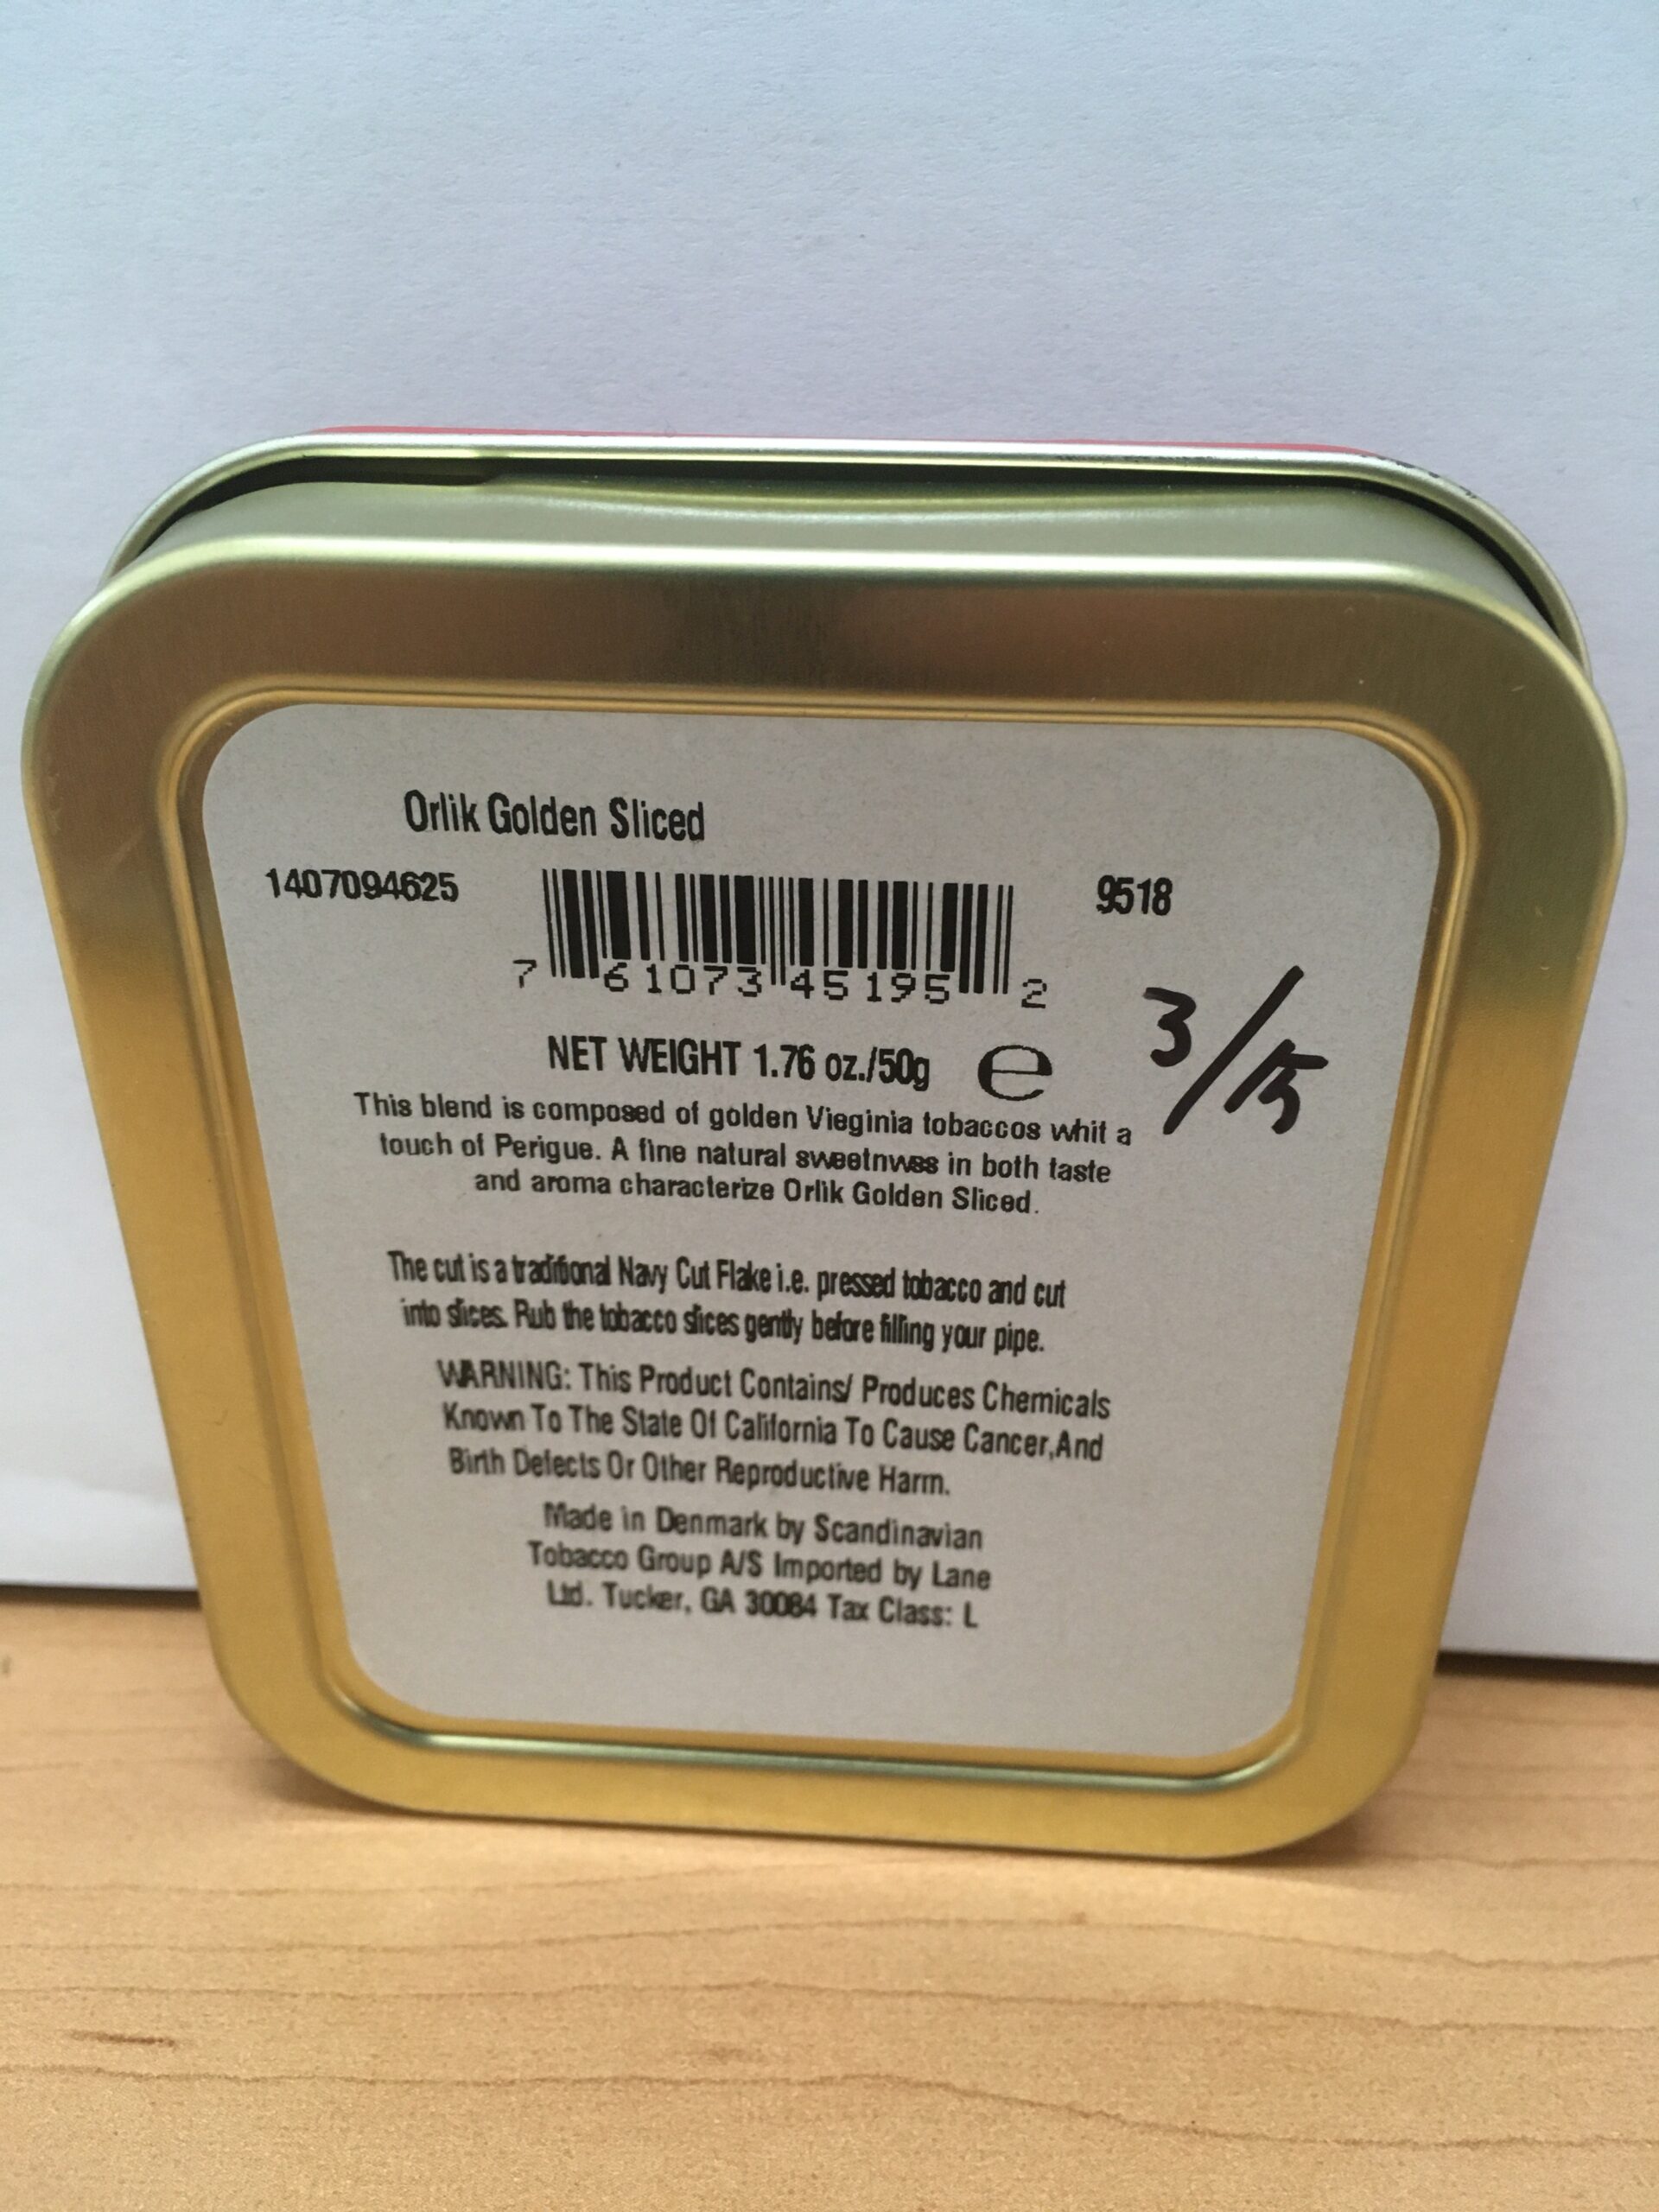 Orlik Golden Sliced
1407094625
9518
7 61073 45195 2
3/15
NET WEIGHT 1.76 oz./50g e
This blend is composed of golden Vieginia tobaccos whit a
touch of Perigue. A fine natural sweetnwss in both taste
and aroma characterize Orlik Golden Sliced.
The cut is a traditional Navy Cut Flake i.e. pressed tobacco and cut
into slices. Rub the tobacco slices gently before filling your pipe.
WARNING: This Product Contains/ Produces Chemicals
Known To The State Of California To Cause Cancer,And
Birth Defects Or Other Reproductive Harm.
Made in Denmark by Scandinavian
Tobacco Group A/S Imported by Lane
Ltd. Tucker, GA 30084 Tax Class: L